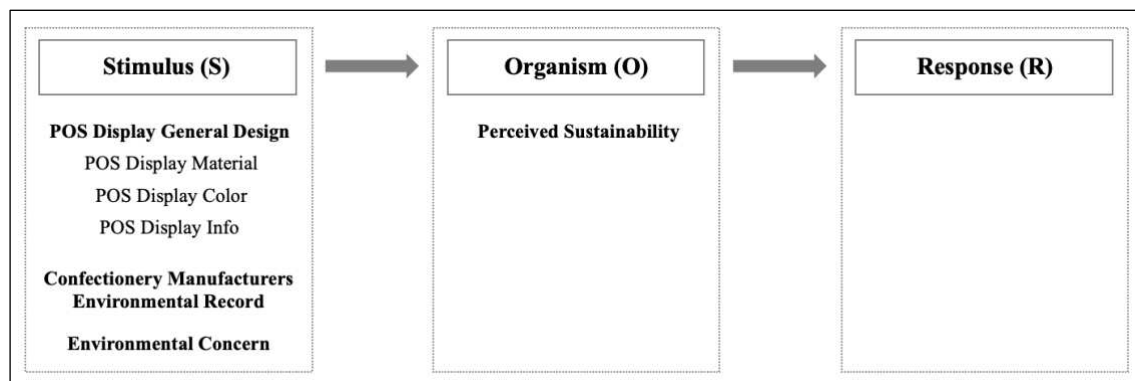 Stimulus (S)
POS Display General Design
POS Display Material
POS Display Color
POS Display Info
Confectionery Manufacturers
Environmental Record
Environmental Concern
Organism (O)
Perceived Sustainability
Response (R)